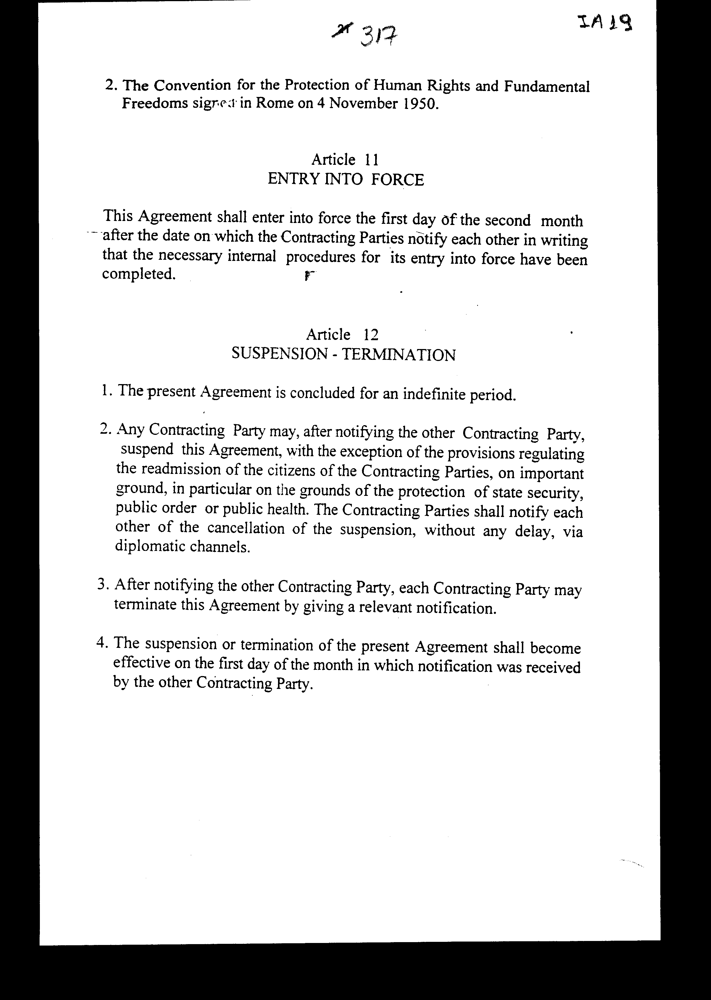 IA 19
317
2. The Convention for the Protection of Human Rights and Fundamental
Freedoms signed in Rome on 4 November 1950.
Article 11
ENTRY INTO FORCE
This Agreement shall enter into force the first day of the second month
after the date on which the Contracting Parties notify each other in writing
that the necessary internal procedures for its entry into force have been
completed.
Article 12
SUSPENSION - TERMINATION
1. The present Agreement is concluded for an indefinite period.
2. Any Contracting Party may, after notifying the other Contracting Party,
suspend this Agreement, with the exception of the provisions regulating
the readmission of the citizens of the Contracting Parties, on important
ground, in particular on the grounds of the protection of state security,
public order or public health. The Contracting Parties shall notify each
other of the cancellation of the suspension, without any delay, via
diplomatic channels.
3. After notifying the other Contracting Party, each Contracting Party may
terminate this Agreement by giving a relevant notification.
4. The suspension or termination of the present Agreement shall become
effective on the first day of the month in which notification was received
by the other Contracting Party.